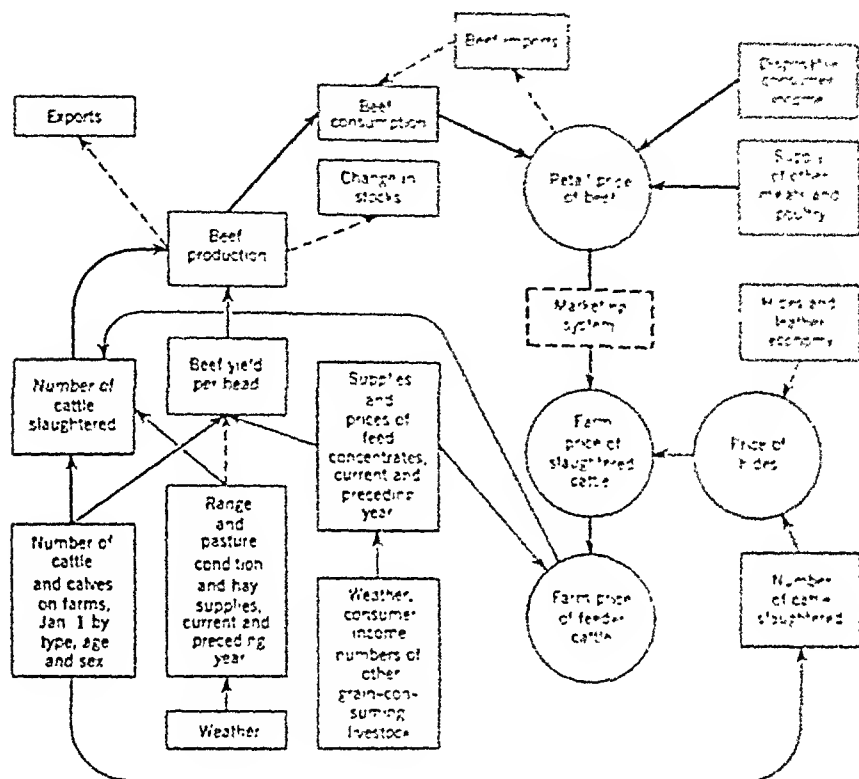 Beef imports
Disposable
consumer
income
Exports
Beef
consumption
Change in
stocks
Retail price
of beef
Supply
of other
meats and
poultry
Beef
production
Marketing
system
Hides and
leather
economy
Number of
cattle
slaughtered
Beef yield
per head
Supplies
and
prices of
feed
concentrates,
current and
preceding
year
Farm
price of
slaughtered
cattle
Price of
hides
Number of
cattle
and calves
on farms,
Jan 1 by
type, age
and sex
Range
and
pasture
condition
and hay
supplies,
current and
preceding
year
Weather,
consumer
income
numbers of
other
grain-con-
suming
livestock
Farm price
of feeder
cattle
Number
of cattle
slaughtered
Weather